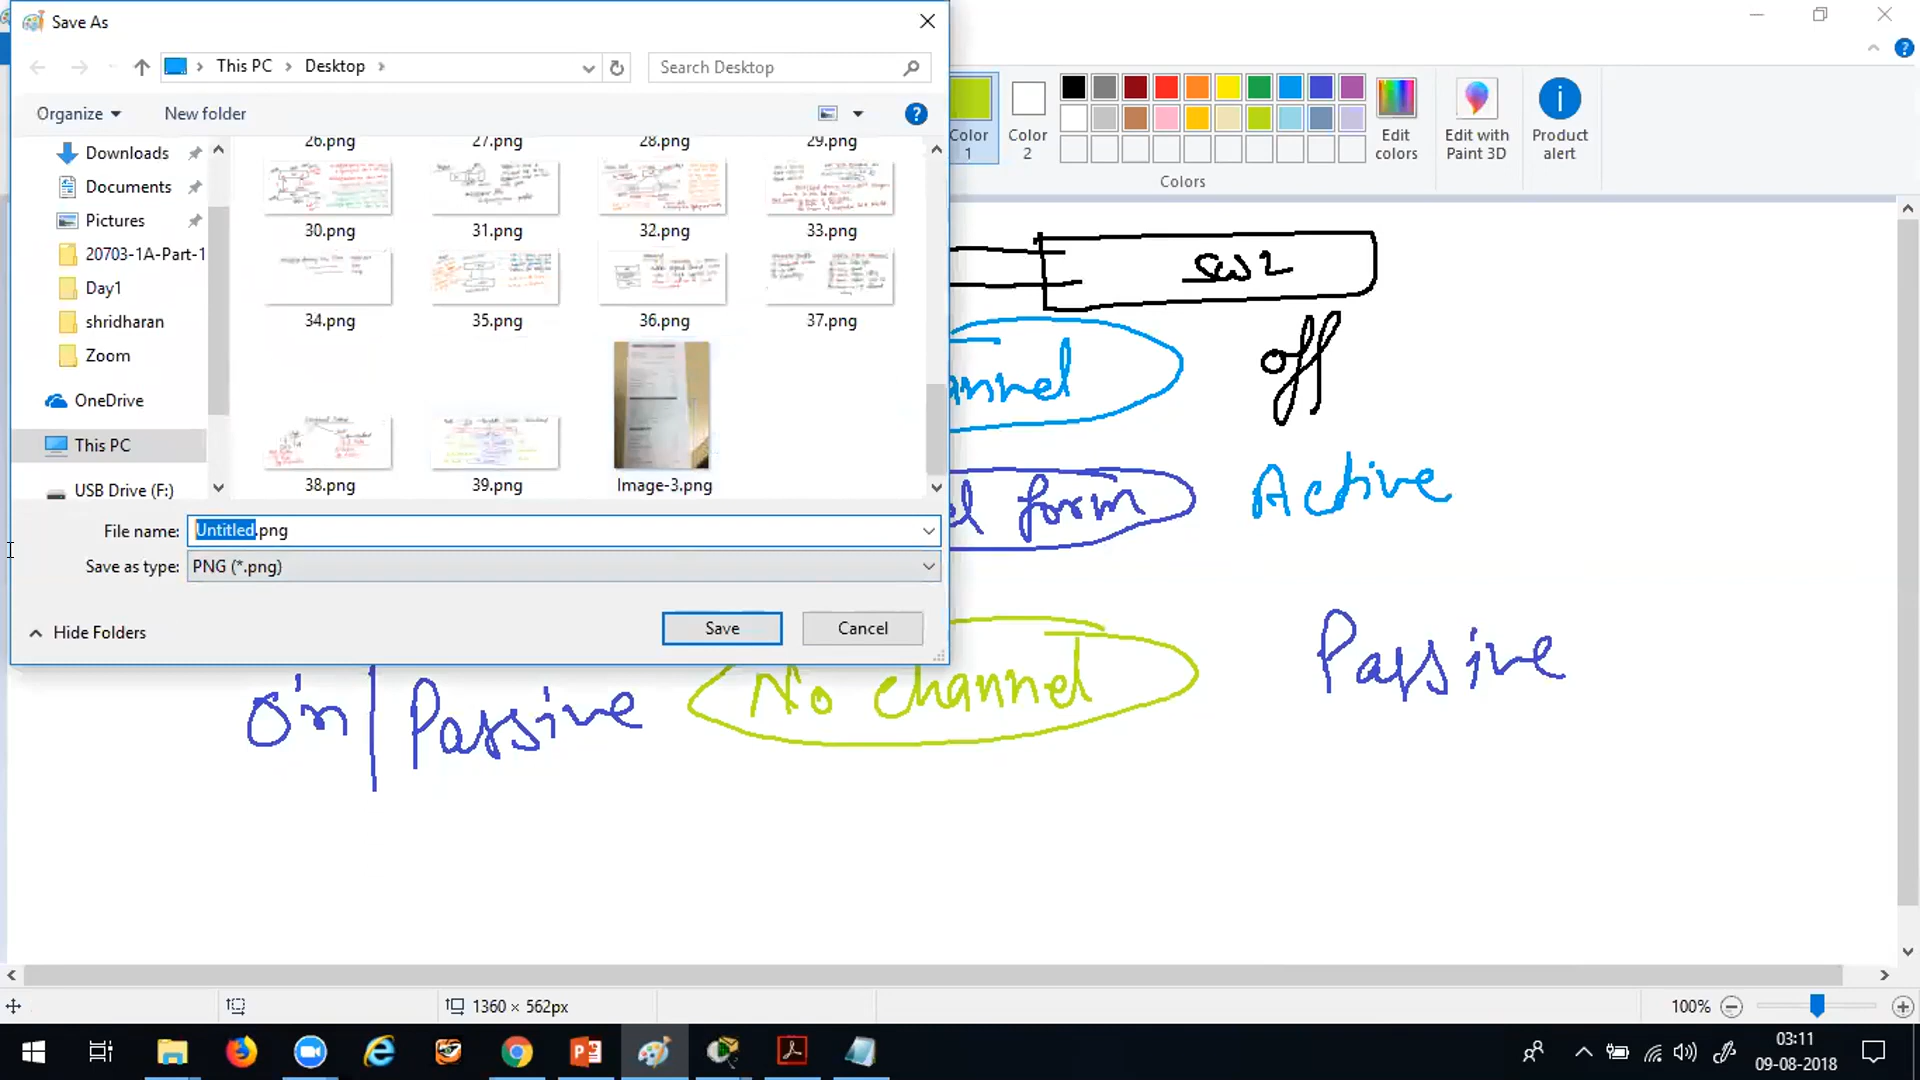 Save As
This PC
Desktop
Search Desktop
Organize
New folder
Downloads
Documents
Pictures
20703-1A-Part-1
Day1
shridharan
Zoom
OneDrive
This PC
USB Drive (F:)
26.png
27.png
28.png
29.png
30.png
31.png
32.png
33.png
34.png
35.png
36.png
37.png
38.png
39.png
Image-3.png
File name:
Untitled.png
Save as type:
PNG (*.png)
Hide Folders
Save
Cancel
Color
1
Color
2
Edit
colors
Edit with
Paint 3D
Product
alert
Colors
SW2
annel
off
l form
Active
On | Passive
No channel
Passive
1360 × 562px
100%
03:11
09-08-2018